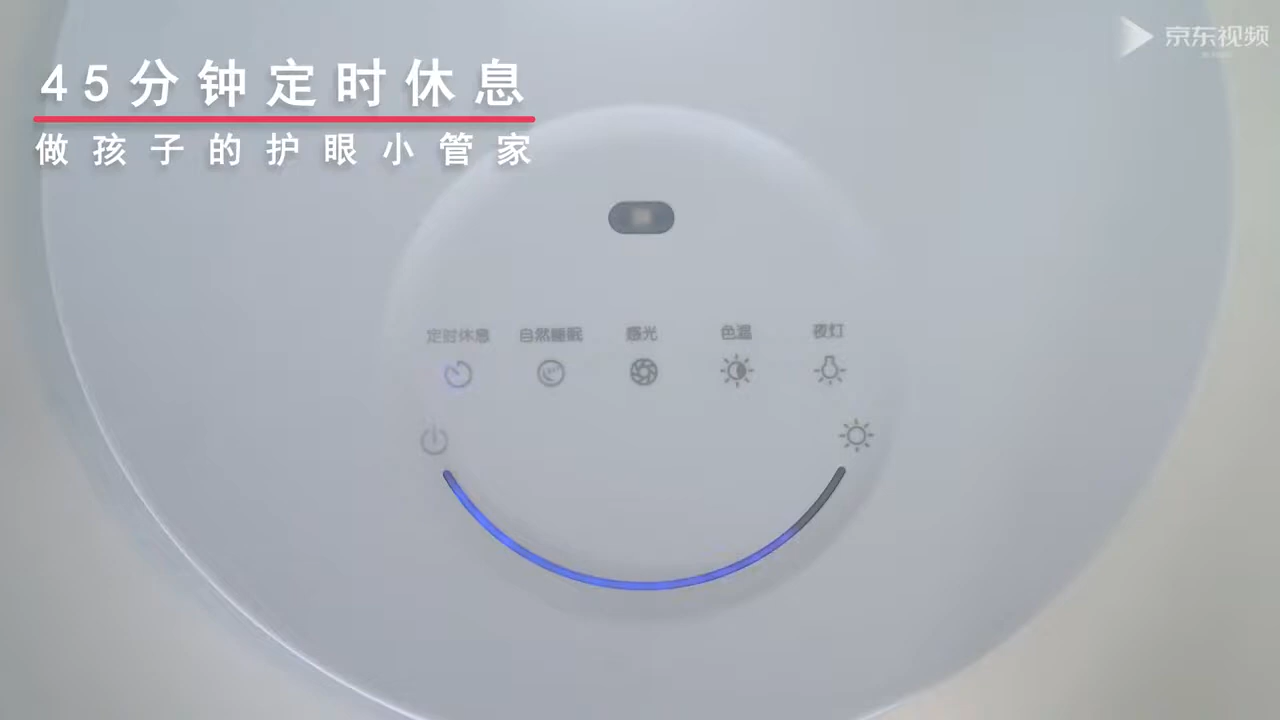 45分钟定时休息
做孩子的护眼小管家
京东视频
定时休息 自然睡眠 感光 色温 夜灯